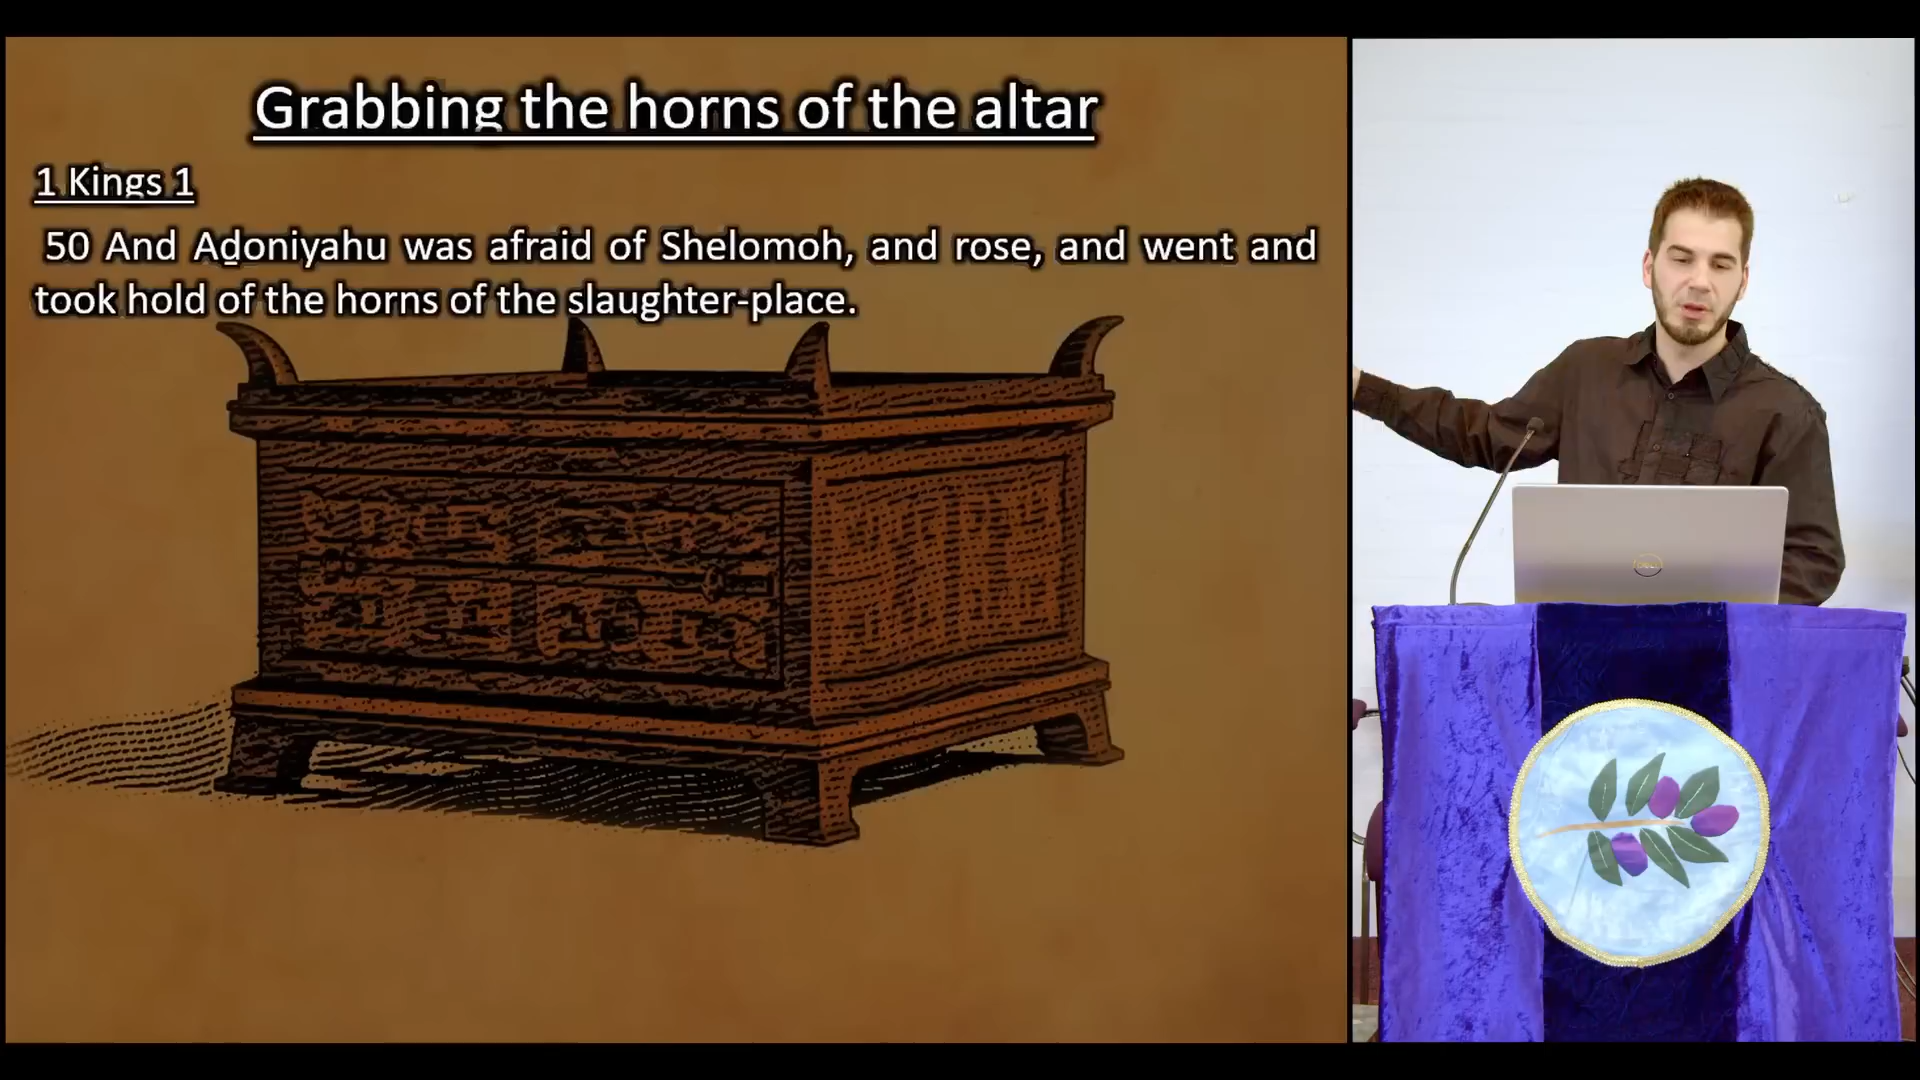 Grabbing the horns of the altar
1 Kings 1
50 And Aḏoniyahu was afraid of Shelomoh, and rose, and went and
took hold of the horns of the slaughter-place.
DELL